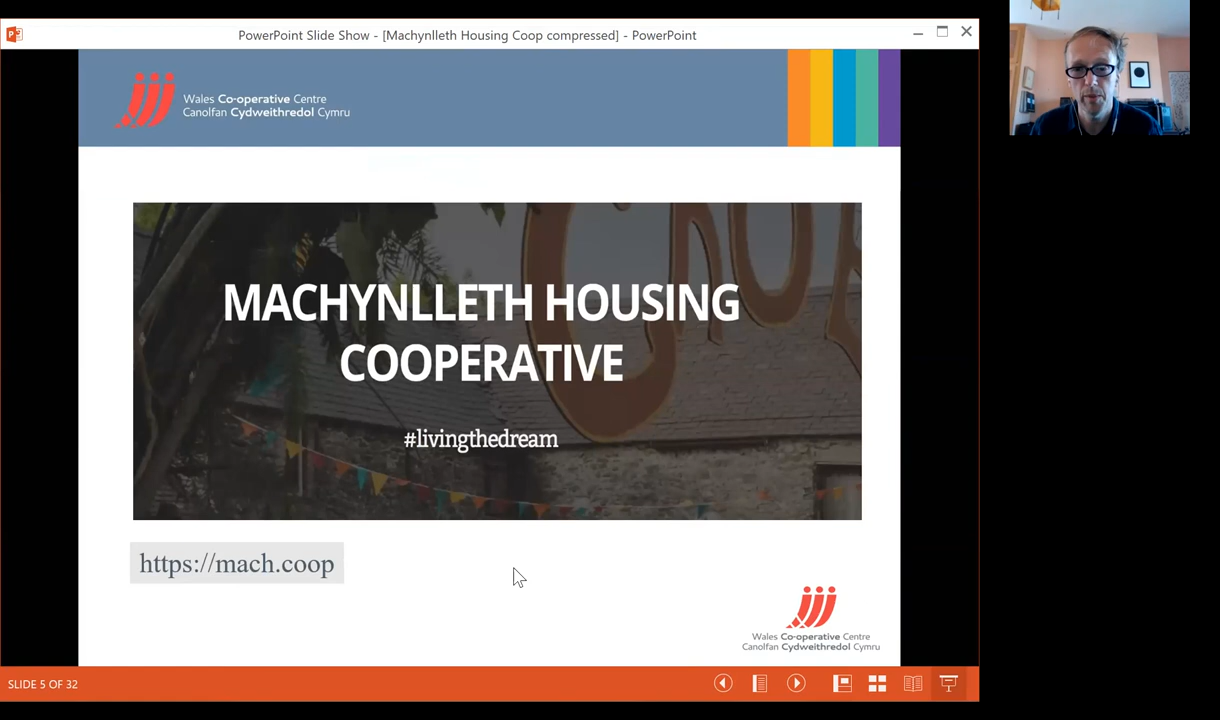 PowerPoint Slide Show - [Machynlleth Housing Coop compressed] - PowerPoint
Wales Co-operative Centre
Canolfan Cydweithredol Cymru
MACHYNLLETH HOUSING
COOPERATIVE
#livingthedream
https://mach.coop
Wales Co-operative Centre
Canolfan Cydweithredol Cymru
SLIDE 5 OF 32